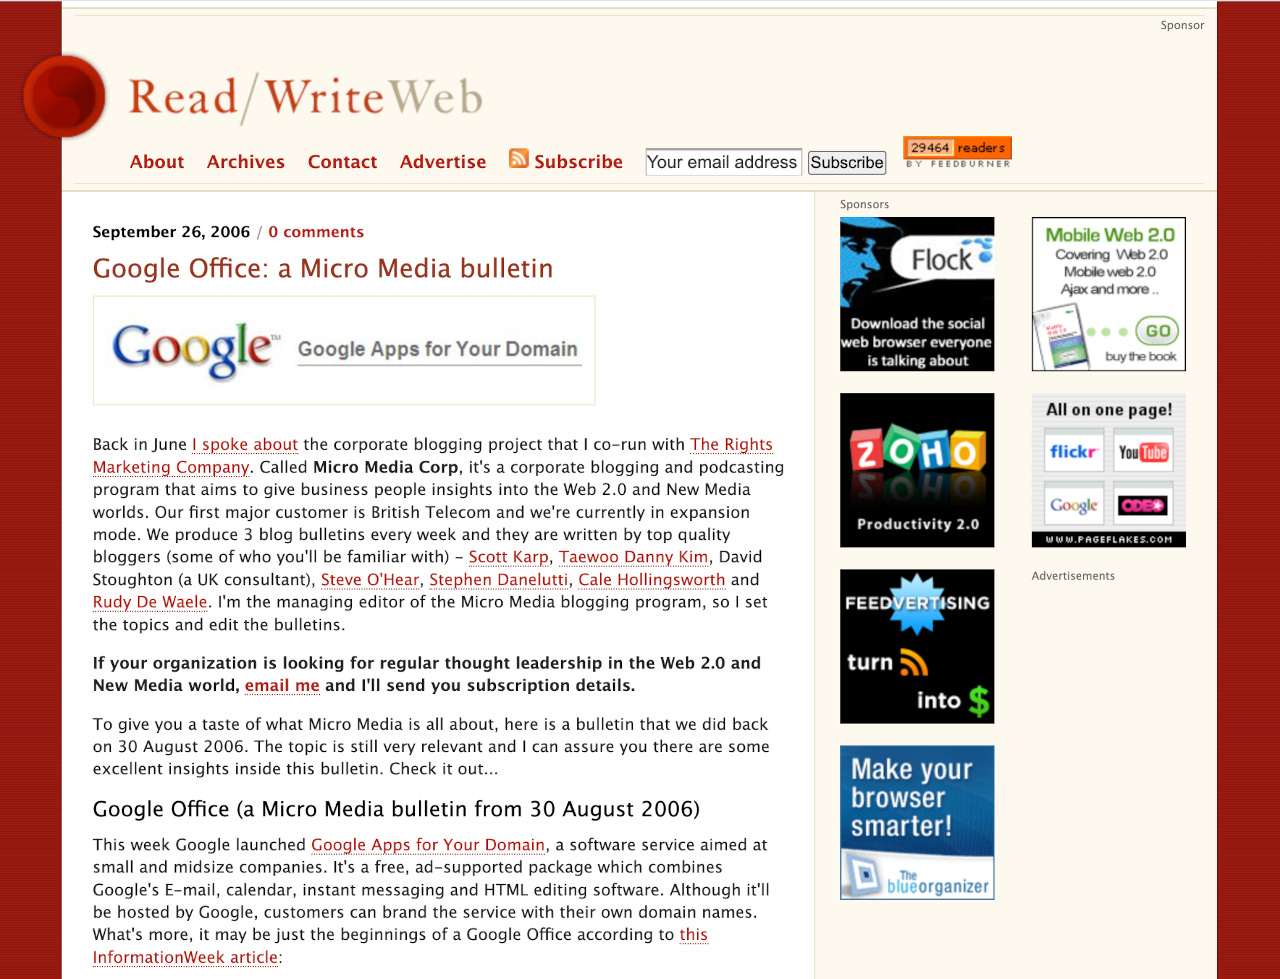 Sponsor
Read/WriteWeb
About Archives Contact Advertise Subscribe Your email address Subscribe 29464 readers
BY FEEDBURNER
September 26, 2006 / 0 comments
Google Office: a Micro Media bulletin
Google™ Google Apps for Your Domain
Back in June I spoke about the corporate blogging project that I co-run with The Rights
Marketing Company. Called Micro Media Corp, it's a corporate blogging and podcasting
program that aims to give business people insights into the Web 2.0 and New Media
worlds. Our first major customer is British Telecom and we're currently in expansion
mode. We produce 3 blog bulletins every week and they are written by top quality
bloggers (some of who you'll be familiar with) – Scott Karp, Taewoo Danny Kim, David
Stoughton (a UK consultant), Steve O'Hear, Stephen Danelutti, Cale Hollingsworth and
Rudy De Waele. I'm the managing editor of the Micro Media blogging program, so I set
the topics and edit the bulletins.
If your organization is looking for regular thought leadership in the Web 2.0 and
New Media world, email me and I'll send you subscription details.
To give you a taste of what Micro Media is all about, here is a bulletin that we did back
on 30 August 2006. The topic is still very relevant and I can assure you there are some
excellent insights inside this bulletin. Check it out...
Google Office (a Micro Media bulletin from 30 August 2006)
This week Google launched Google Apps for Your Domain, a software service aimed at
small and midsize companies. It's a free, ad-supported package which combines
Google's E-mail, calendar, instant messaging and HTML editing software. Although it'll
be hosted by Google, customers can brand the service with their own domain names.
What's more, it may be just the beginnings of a Google Office according to this
InformationWeek article:
Sponsors
Flock
Download the social
web browser everyone
is talking about
Mobile Web 2.0
Covering Web 2.0
Mobile web 2.0
Ajax and more ..
GO
buy the book
ZOHO
Productivity 2.0
All on one page!
flickr YouTube
Google ODEO
WWW.PAGEFLAKES.COM
Advertisements
FEEDVERTISING
turn
into $
Make your
browser
smarter!
The
blueorganizer